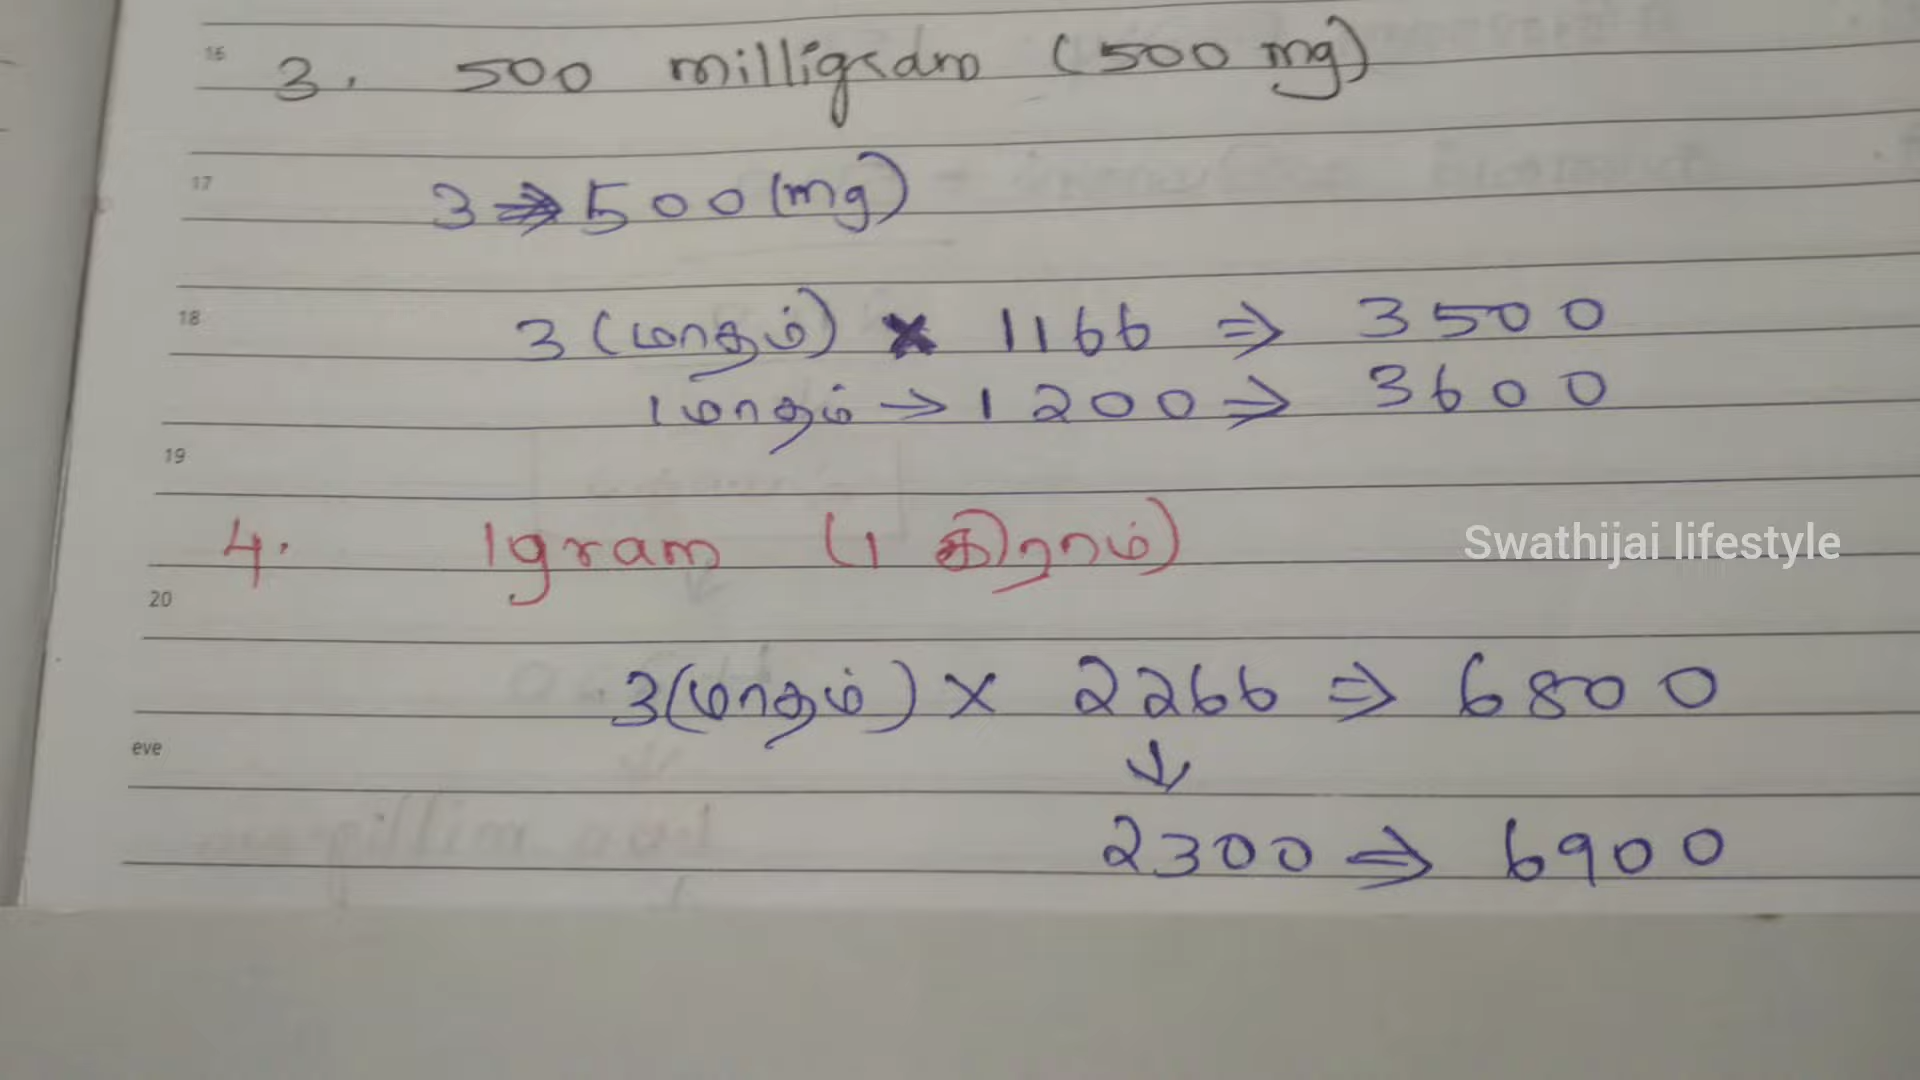 16
3. 500 milligram (500 mg)
17
3 ⇒ 500 (mg)
18
3 (மாதம்) × 1166 ⇒ 3500
1 மாதம் → 1200 ⇒ 3600
19
4. 1gram (1 கிராம்)
Swathijai lifestyle
20
3 (மாதம்) × 2266 ⇒ 6800
eve
↓
2300 ⇒ 6900